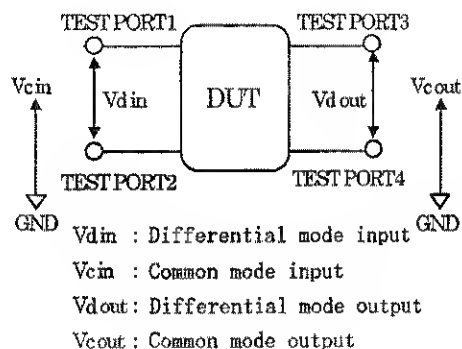 TEST PORT1
TEST PORT3
Vcin
Vdin
DUT
Vdout
Vcout
TEST PORT2
TEST PORT4
GND
GND
Vdin : Differential mode input
Vcin : Common mode input
Vdout: Differential mode output
Vcout: Common mode output